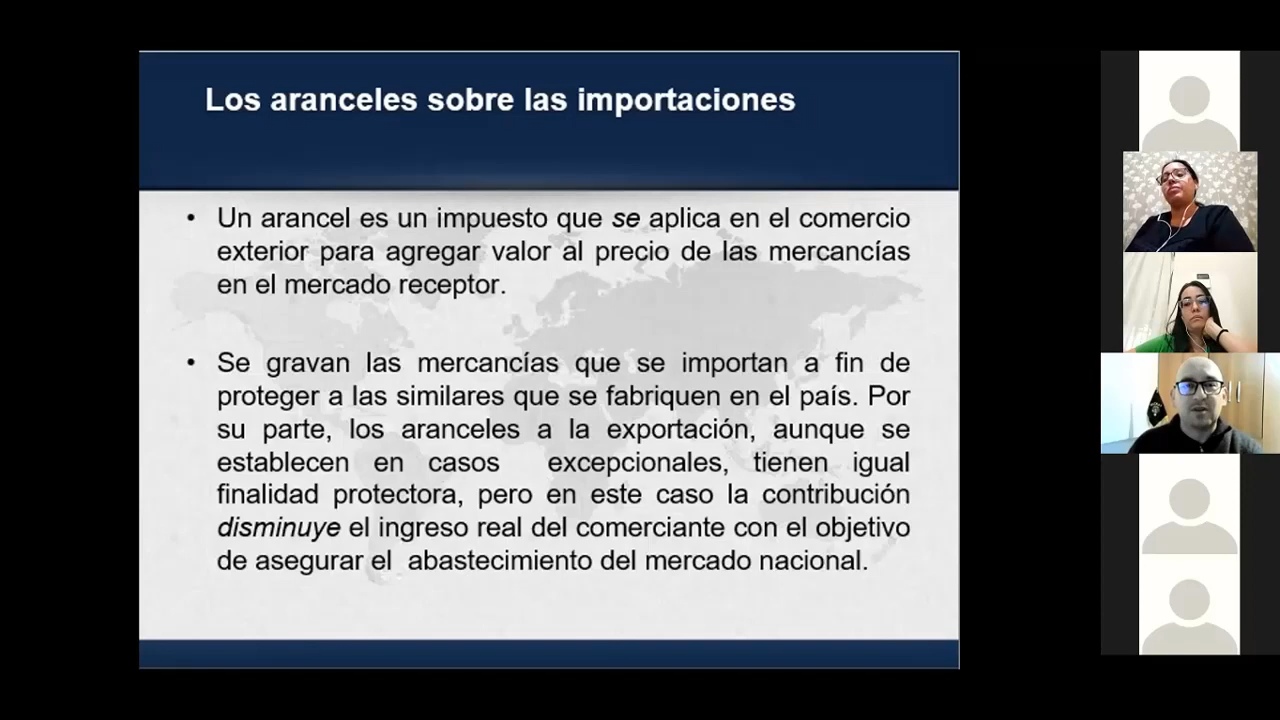 Los aranceles sobre las importaciones
• Un arancel es un impuesto que se aplica en el comercio
exterior para agregar valor al precio de las mercancías
en el mercado receptor.
• Se gravan las mercancías que se importan a fin de
proteger a las similares que se fabriquen en el país. Por
su parte, los aranceles a la exportación, aunque se
establecen en casos excepcionales, tienen igual
finalidad protectora, pero en este caso la contribución
disminuye el ingreso real del comerciante con el objetivo
de asegurar el abastecimiento del mercado nacional.